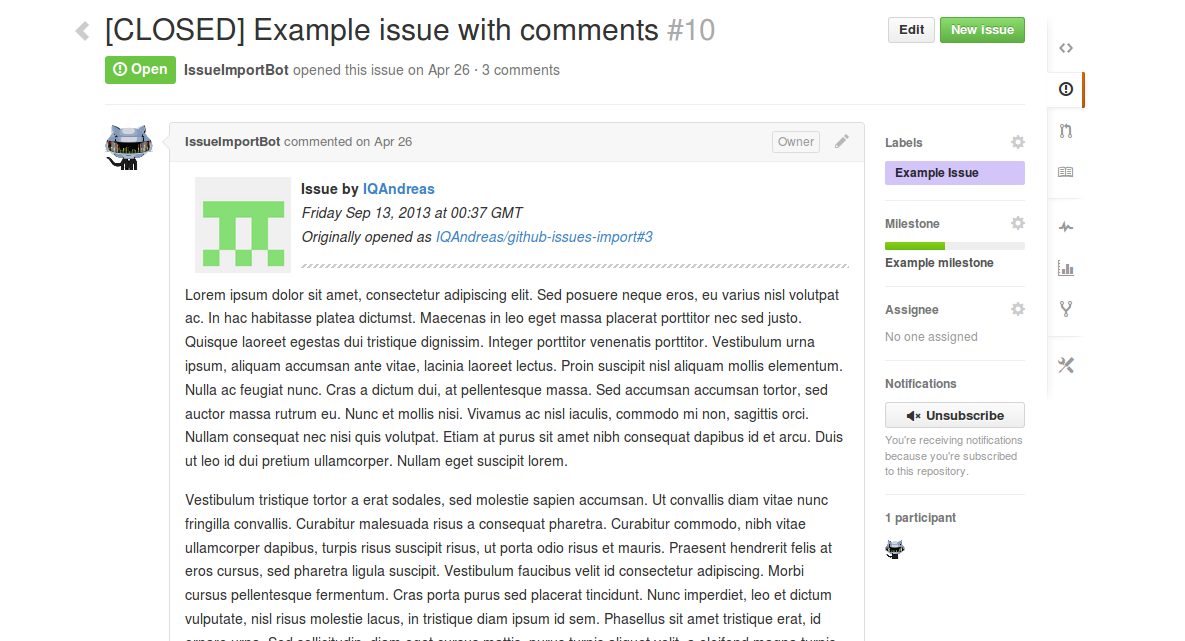 [CLOSED] Example issue with comments #10
Edit
New issue
Open
IssueImportBot opened this issue on Apr 26 · 3 comments
IssueImportBot commented on Apr 26
Owner
Issue by IQAndreas
Friday Sep 13, 2013 at 00:37 GMT
Originally opened as IQAndreas/github-issues-import#3
Lorem ipsum dolor sit amet, consectetur adipiscing elit. Sed posuere neque eros, eu varius nisl volutpat
ac. In hac habitasse platea dictumst. Maecenas in leo eget massa placerat porttitor nec sed justo.
Quisque laoreet egestas dui tristique dignissim. Integer porttitor venenatis porttitor. Vestibulum urna
ipsum, aliquam accumsan ante vitae, lacinia laoreet lectus. Proin suscipit nisl aliquam mollis elementum.
Nulla ac feugiat nunc. Cras a dictum dui, at pellentesque massa. Sed accumsan accumsan tortor, sed
auctor massa rutrum eu. Nunc et mollis nisi. Vivamus ac nisl iaculis, commodo mi non, sagittis orci.
Nullam consequat nec nisi quis volutpat. Etiam at purus sit amet nibh consequat dapibus id et arcu. Duis
ut leo id dui pretium ullamcorper. Nullam eget suscipit lorem.
Vestibulum tristique tortor a erat sodales, sed molestie sapien accumsan. Ut convallis diam vitae nunc
fringilla convallis. Curabitur malesuada risus a consequat pharetra. Curabitur commodo, nibh vitae
ullamcorper dapibus, turpis risus suscipit risus, ut porta odio risus et mauris. Praesent hendrerit felis at
eros cursus, sed pharetra ligula suscipit. Vestibulum faucibus velit id consectetur adipiscing. Morbi
cursus pellentesque fermentum. Cras porta purus sed placerat tincidunt. Nunc imperdiet, leo et dictum
vulputate, nisl risus molestie lacus, in tristique diam ipsum id sem. Phasellus sit amet tristique erat, id
Labels
Example Issue
Milestone
Example milestone
Assignee
No one assigned
Notifications
Unsubscribe
You're receiving notifications
because you're subscribed
to this repository.
1 participant